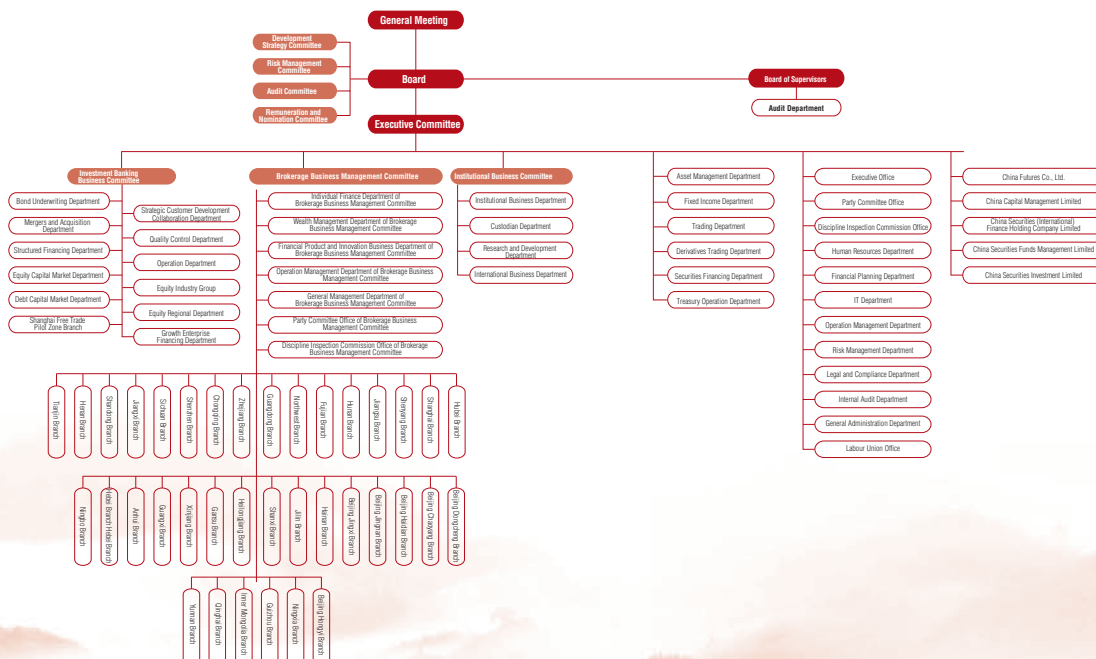 General Meeting
Development
Strategy Committee
Risk Management
Committee
Audit Committee
Remuneration and
Nomination Committee
Board
Board of Supervisors
Audit Department
Executive Committee
Investment Banking
Business Committee
Brokerage Business Management Committee
Institutional Business Committee
Bond Underwriting Department
Mergers and Acquisition
Department
Structured Financing Department
Equity Capital Market Department
Debt Capital Market Department
Shanghai Free Trade
Pilot Zone Branch
Strategic Customer Development
Collaboration Department
Quality Control Department
Operation Department
Equity Industry Group
Equity Regional Department
Growth Enterprise
Financing Department
Individual Finance Department of
Brokerage Business Management Committee
Wealth Management Department of Brokerage
Business Management Committee
Financial Product and Innovation Business Department of
Brokerage Business Management Committee
Operation Management Department of Brokerage Business
Management Committee
General Management Department of
Brokerage Business Management Committee
Party Committee Office of Brokerage Business
Management Committee
Discipline Inspection Commission Office of Brokerage
Business Management Committee
Institutional Business Department
Custodian Department
Research and Development
Department
International Business Department
Asset Management Department
Fixed Income Department
Trading Department
Derivatives Trading Department
Securities Financing Department
Treasury Operation Department
Executive Office
Party Committee Office
Discipline Inspection Commission Office
Human Resources Department
Financial Planning Department
IT Department
Operation Management Department
Risk Management Department
Legal and Compliance Department
Internal Audit Department
General Administration Department
Labour Union Office
China Futures Co., Ltd.
China Capital Management Limited
China Securities (International)
Finance Holding Company Limited
China Securities Funds Management Limited
China Securities Investment Limited
Tianjin Branch
Henan Branch
Shandong Branch
Jiangxi Branch
Sichuan Branch
Shenzhen Branch
Chongqing Branch
Zhejiang Branch
Guangdong Branch
Northwest Branch
Fujian Branch
Hunan Branch
Jiangsu Branch
Shenyang Branch
Shanghai Branch
Hubei Branch
Ningbo Branch
Hebei Branch Hebei Branch
Anhui Branch
Guangxi Branch
Xinjiang Branch
Gansu Branch
Heilongjiang Branch
Shanxi Branch
Jilin Branch
Hainan Branch
Beijing Jingxi Branch
Beijing Jingnan Branch
Beijing Haidian Branch
Beijing Chaoyang Branch
Beijing Dongcheng Branch
Yunnan Branch
Qinghai Branch
Inner Mongolia Branch
Guizhou Branch
Ningxia Branch
Beijing Hongyi Branch